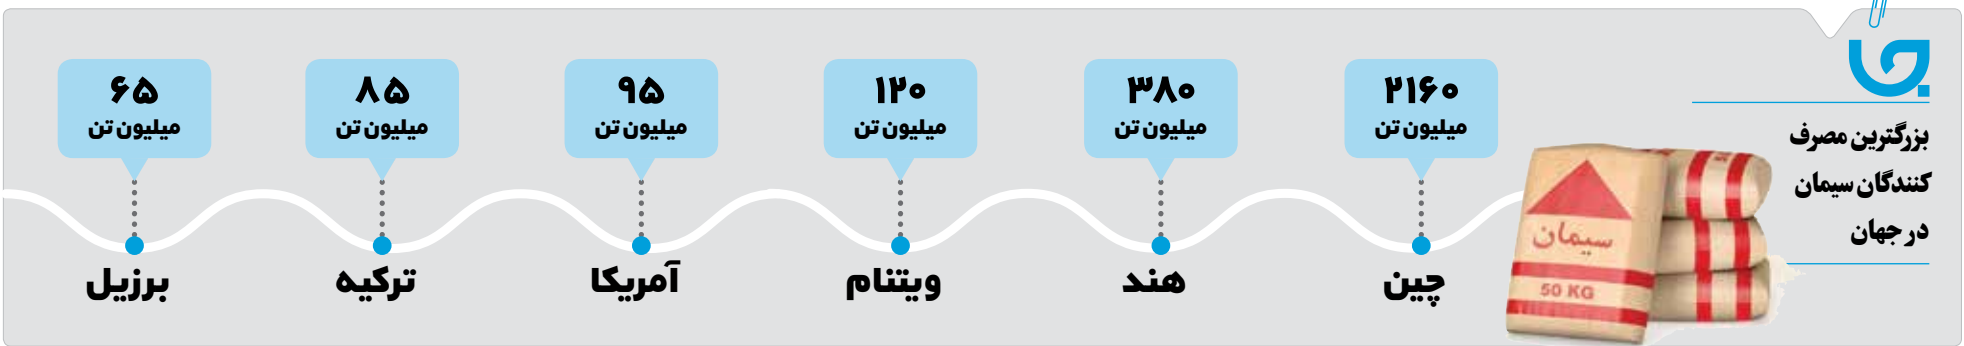 بزرگترین مصرف
کنندگان سیمان
در جهان
سیمان
50 KG
۲۱۶۰
میلیون تن
چین
۳۸۰
میلیون تن
هند
۱۲۰
میلیون تن
ویتنام
۹۵
میلیون تن
آمریکا
۸۵
میلیون تن
ترکیه
۶۵
میلیون تن
برزیل